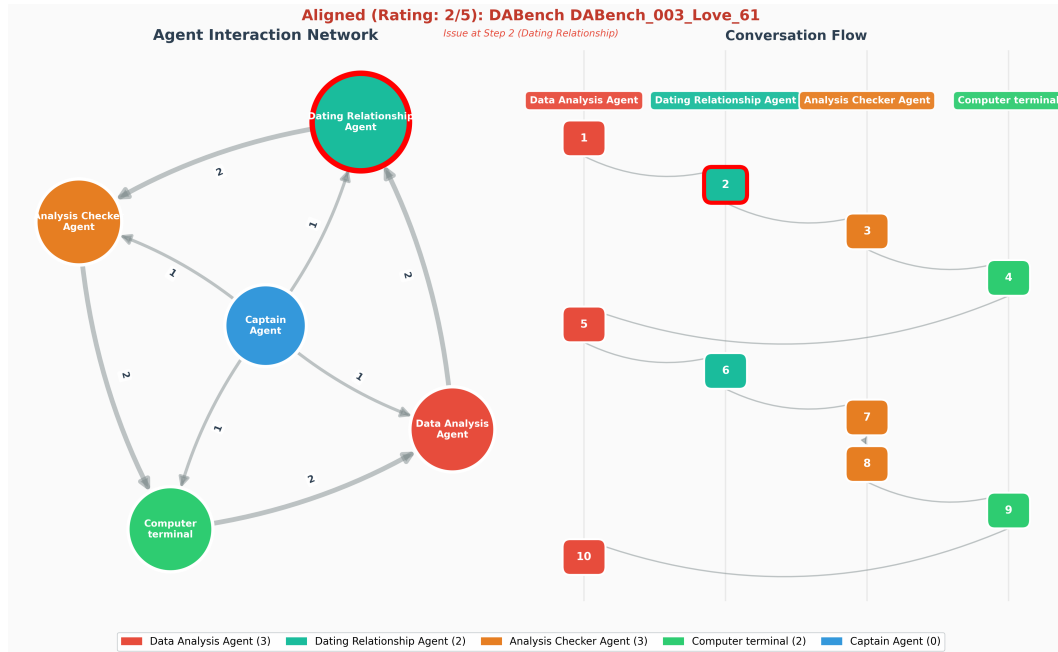 Aligned (Rating: 2/5): DABench DABench_003_Love_61
Agent Interaction Network
Issue at Step 2 (Dating Relationship)
Conversation Flow
Dating Relationship
Agent
Analysis Checker
Agent
Captain
Agent
Data Analysis
Agent
Computer
terminal
2
1
1
2
2
1
1
2
Data Analysis Agent
Dating Relationship Agent
Analysis Checker Agent
Computer terminal
1
2
3
4
5
6
7
8
9
10
Data Analysis Agent (3)
Dating Relationship Agent (2)
Analysis Checker Agent (3)
Computer terminal (2)
Captain Agent (0)